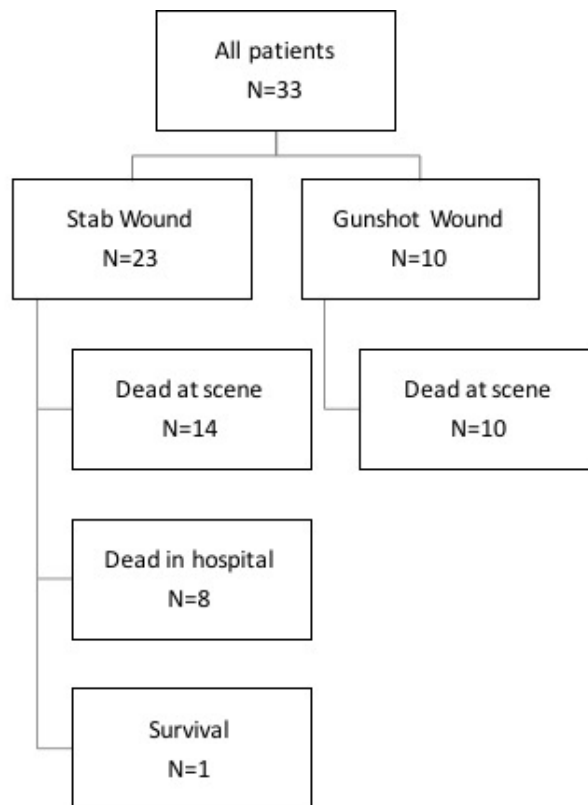 All patients
N=33
Stab Wound
N=23
Gunshot Wound
N=10
Dead at scene
N=14
Dead at scene
N=10
Dead in hospital
N=8
Survival
N=1